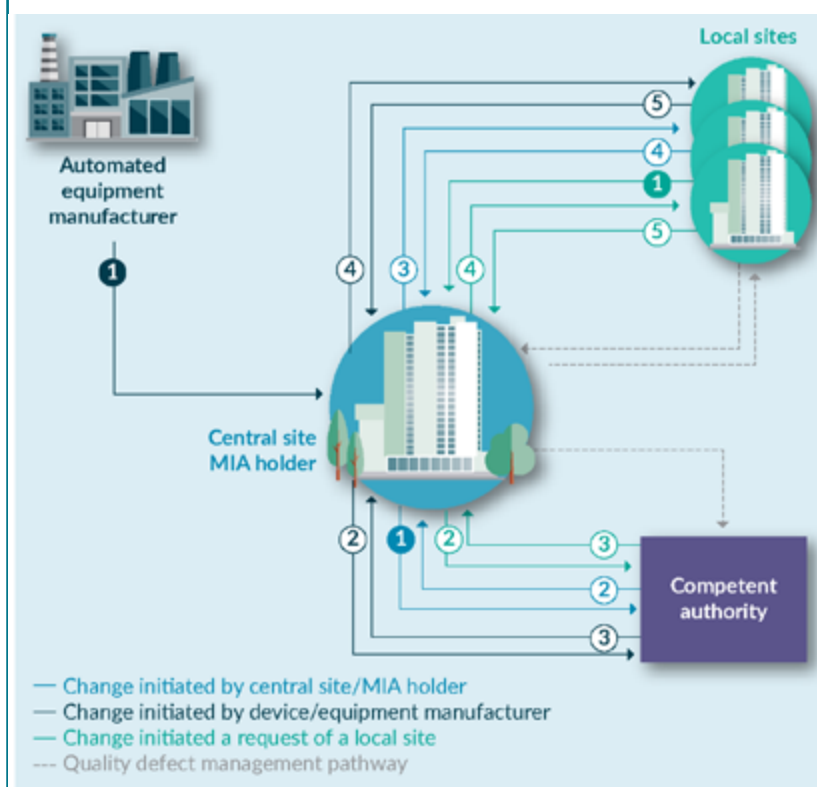 Local sites
Automated
equipment
manufacturer
5
4
1
1
4
3
4
5
Central site
MIA holder
2
1
2
3
2
3
Competent
authority
Change initiated by central site/MIA holder
Change initiated by device/equipment manufacturer
Change initiated a request of a local site
Quality defect management pathway